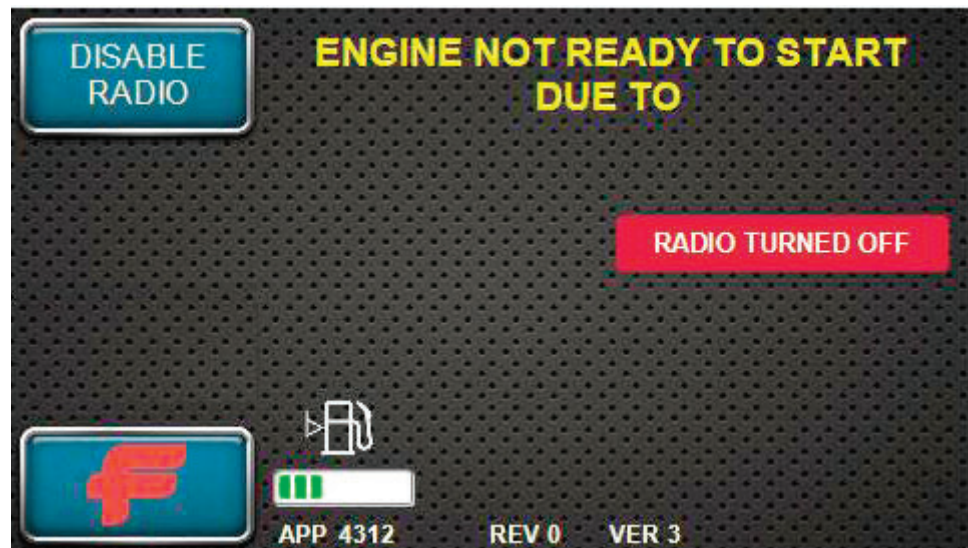 DISABLE
RADIO
ENGINE NOT READY TO START
DUE TO
RADIO TURNED OFF
APP 4312 REV 0 VER 3